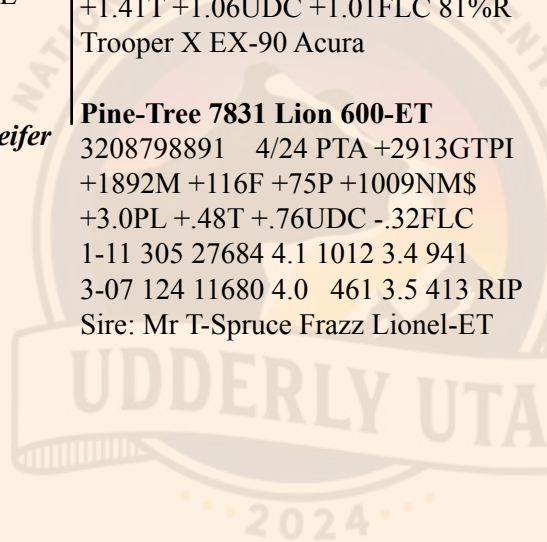 +1.41T +1.06UDC +1.01FLC 81%R
Trooper X EX-90 Acura
Pine-Tree 7831 Lion 600-ET
eifer
3208798891 4/24 PTA +2913GTPI
+1892M +116F +75P +1009NM$
+3.0PL +.48T +.76UDC -.32FLC
1-11 305 27684 4.1 1012 3.4 941
3-07 124 11680 4.0 461 3.5 413 RIP
Sire: Mr T-Spruce Frazz Lionel-ET
UDDERLY UTA
2024